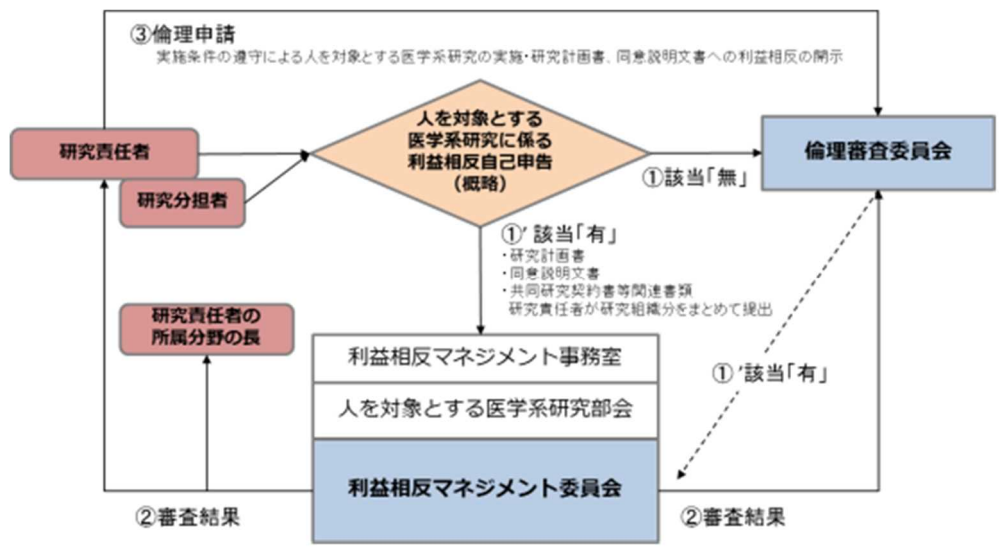 ③倫理申請
実施条件の遵守による人を対象とする医学系研究の実施・研究計画書、同意説明文書への利益相反の開示
人を対象とする
医学系研究に係る
利益相反自己申告
（概略）
研究責任者
研究分担者
倫理審査委員会
①該当「無」
①’該当「有」
・研究計画書
・同意説明文書
・共同研究契約書等関連書類
研究責任者が研究組織分をまとめて提出
研究責任者の
所属分野の長
利益相反マネジメント事務室
人を対象とする医学系研究部会
利益相反マネジメント委員会
①’該当「有」
②審査結果
②審査結果